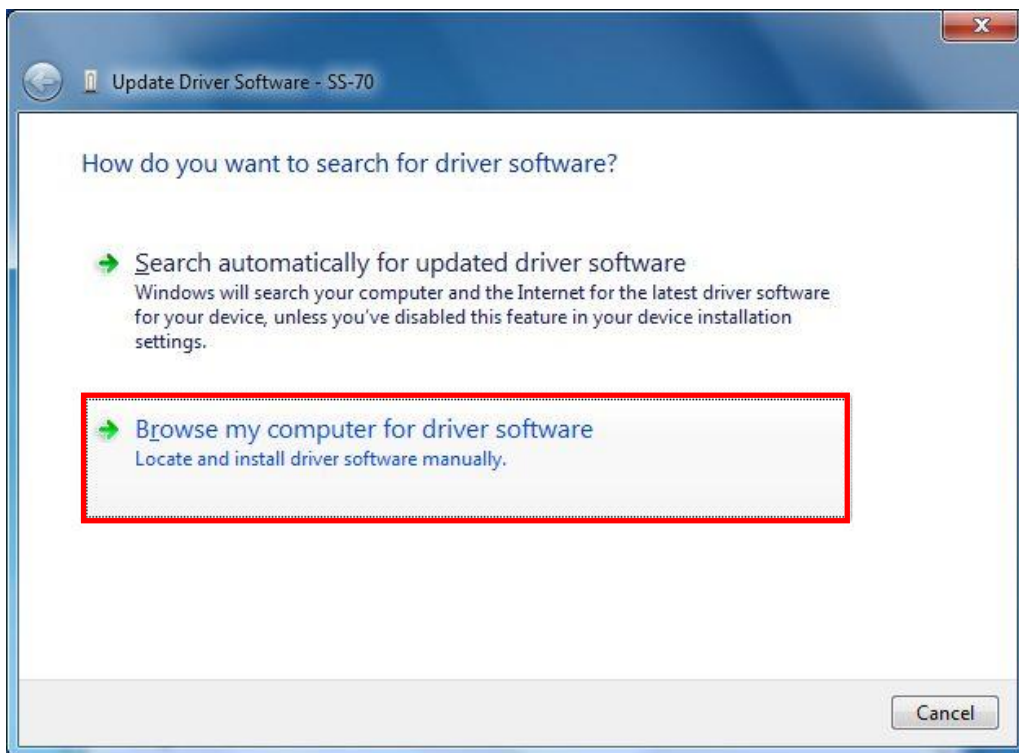 X
Update Driver Software - SS-70
How do you want to search for driver software?
Search automatically for updated driver software
Windows will search your computer and the Internet for the latest driver software
for your device, unless you've disabled this feature in your device installation
settings.
Browse my computer for driver software
Locate and install driver software manually.
Cancel